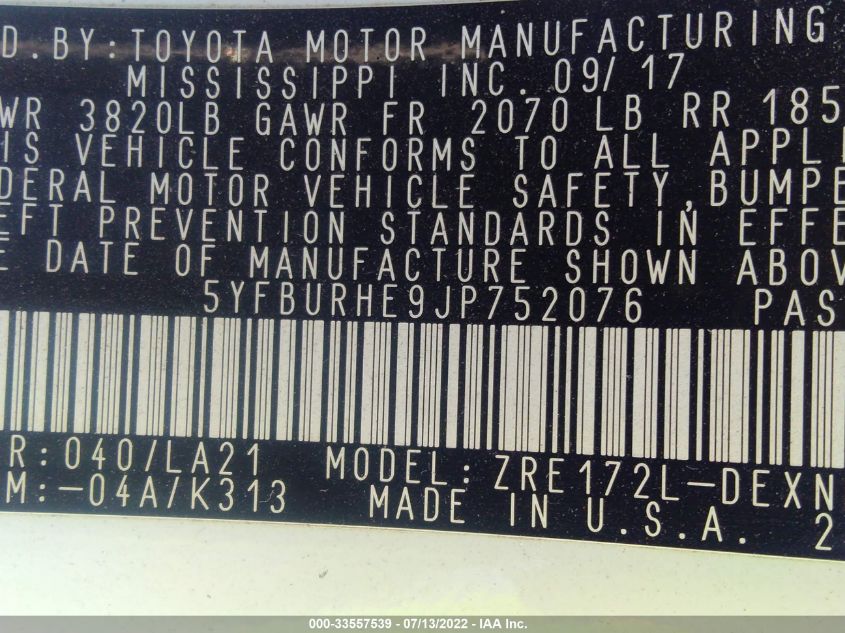 D.BY:TOYOTA MOTOR MANUFACTURING
MISSISSIPPI INC. 09/17
WR 3820LB GAWR FR 2070 LB RR 185
IS VEHICLE CONFORMS TO ALL APPLI
DERAL MOTOR VEHICLE SAFETY,BUMPE
EFT PREVENTION STANDARDS IN EFFE
E DATE OF MANUFACTURE SHOWN ABOV
5YFBURHE9JP752076 PAS
R:040/LA21 MODEL:ZRE172L-DEXN
M:-04A/K313 MADE IN U.S.A. 2
000-33557539 - 07/13/2022 - IAA Inc.